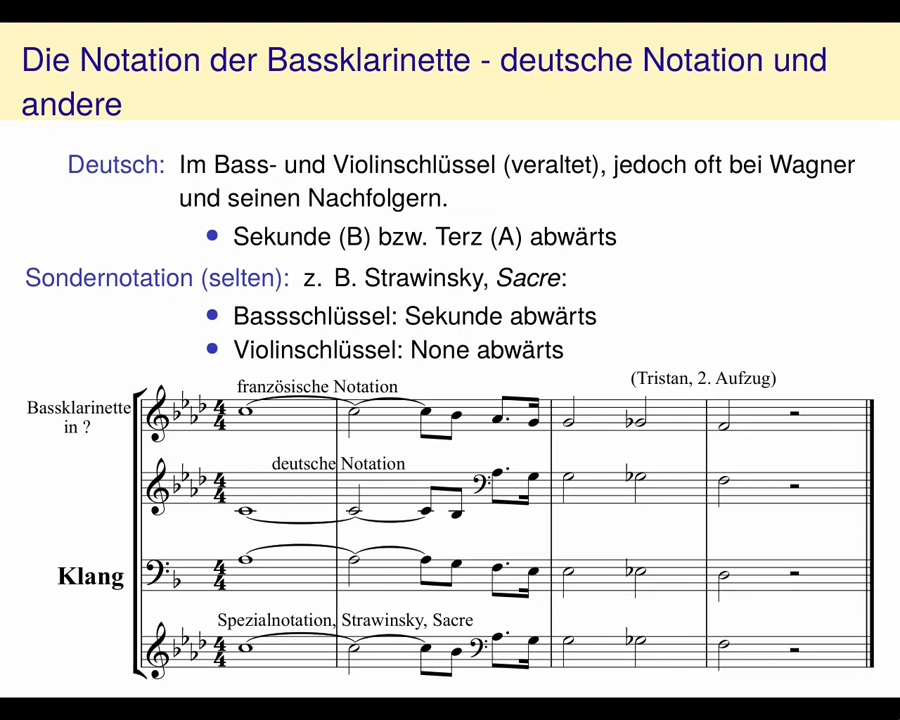 Die Notation der Bassklarinette - deutsche Notation und
andere
Deutsch: Im Bass- und Violinschlüssel (veraltet), jedoch oft bei Wagner
und seinen Nachfolgern.
• Sekunde (B) bzw. Terz (A) abwärts
Sondernotation (selten): z. B. Strawinsky, Sacre:
• Bassschlüssel: Sekunde abwärts
• Violinschlüssel: None abwärts
(Tristan, 2. Aufzug)
französische Notation
Bassklarinette
in ?
deutsche Notation
Klang
Spezialnotation, Strawinsky, Sacre